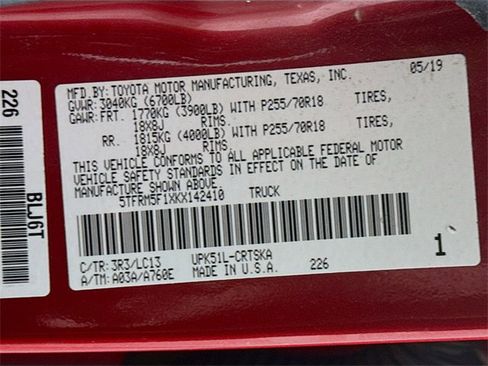 MFD.BY: TOYOTA MOTOR MANUFACTURING, TEXAS, INC. 05/19
GVWR: 3040KG (6700LB)
GAWR: FRT. 1770KG (3900LB) WITH P255/70R18 TIRES,
18X8J RIMS,
RR. 1815KG (4000LB) WITH P255/70R18 TIRES,
18X8J RIMS.
THIS VEHICLE CONFORMS TO ALL APPLICABLE FEDERAL MOTOR
VEHICLE SAFETY STANDARDS IN EFFECT ON THE DATE OF
MANUFACTURE SHOWN ABOVE.
5TFRM5F1XKX142410 TRUCK
C/TR: 3R3/LC13 UPK51L-CRTSKA
A/TM: A03A/A760E MADE IN U.S.A. 226
1
226 BLJ6T